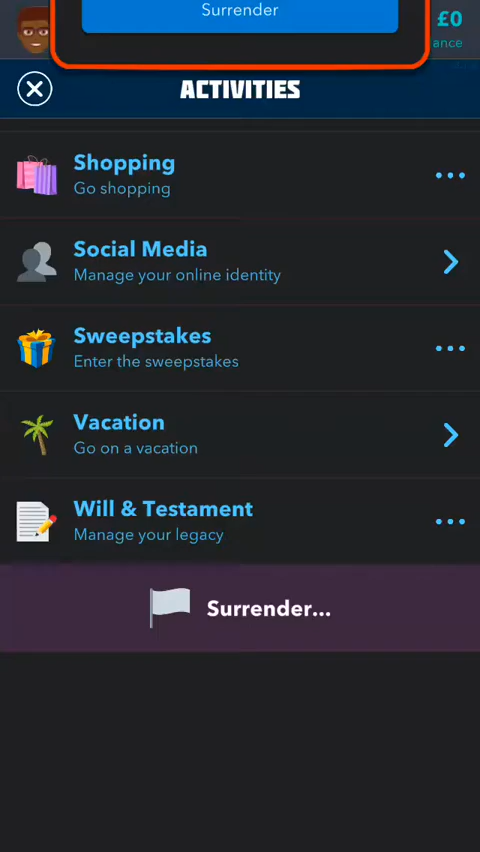 Surrender
£0
ance
ACTIVITIES
Shopping
Go shopping
Social Media
Manage your online identity
Sweepstakes
Enter the sweepstakes
Vacation
Go on a vacation
Will & Testament
Manage your legacy
Surrender...